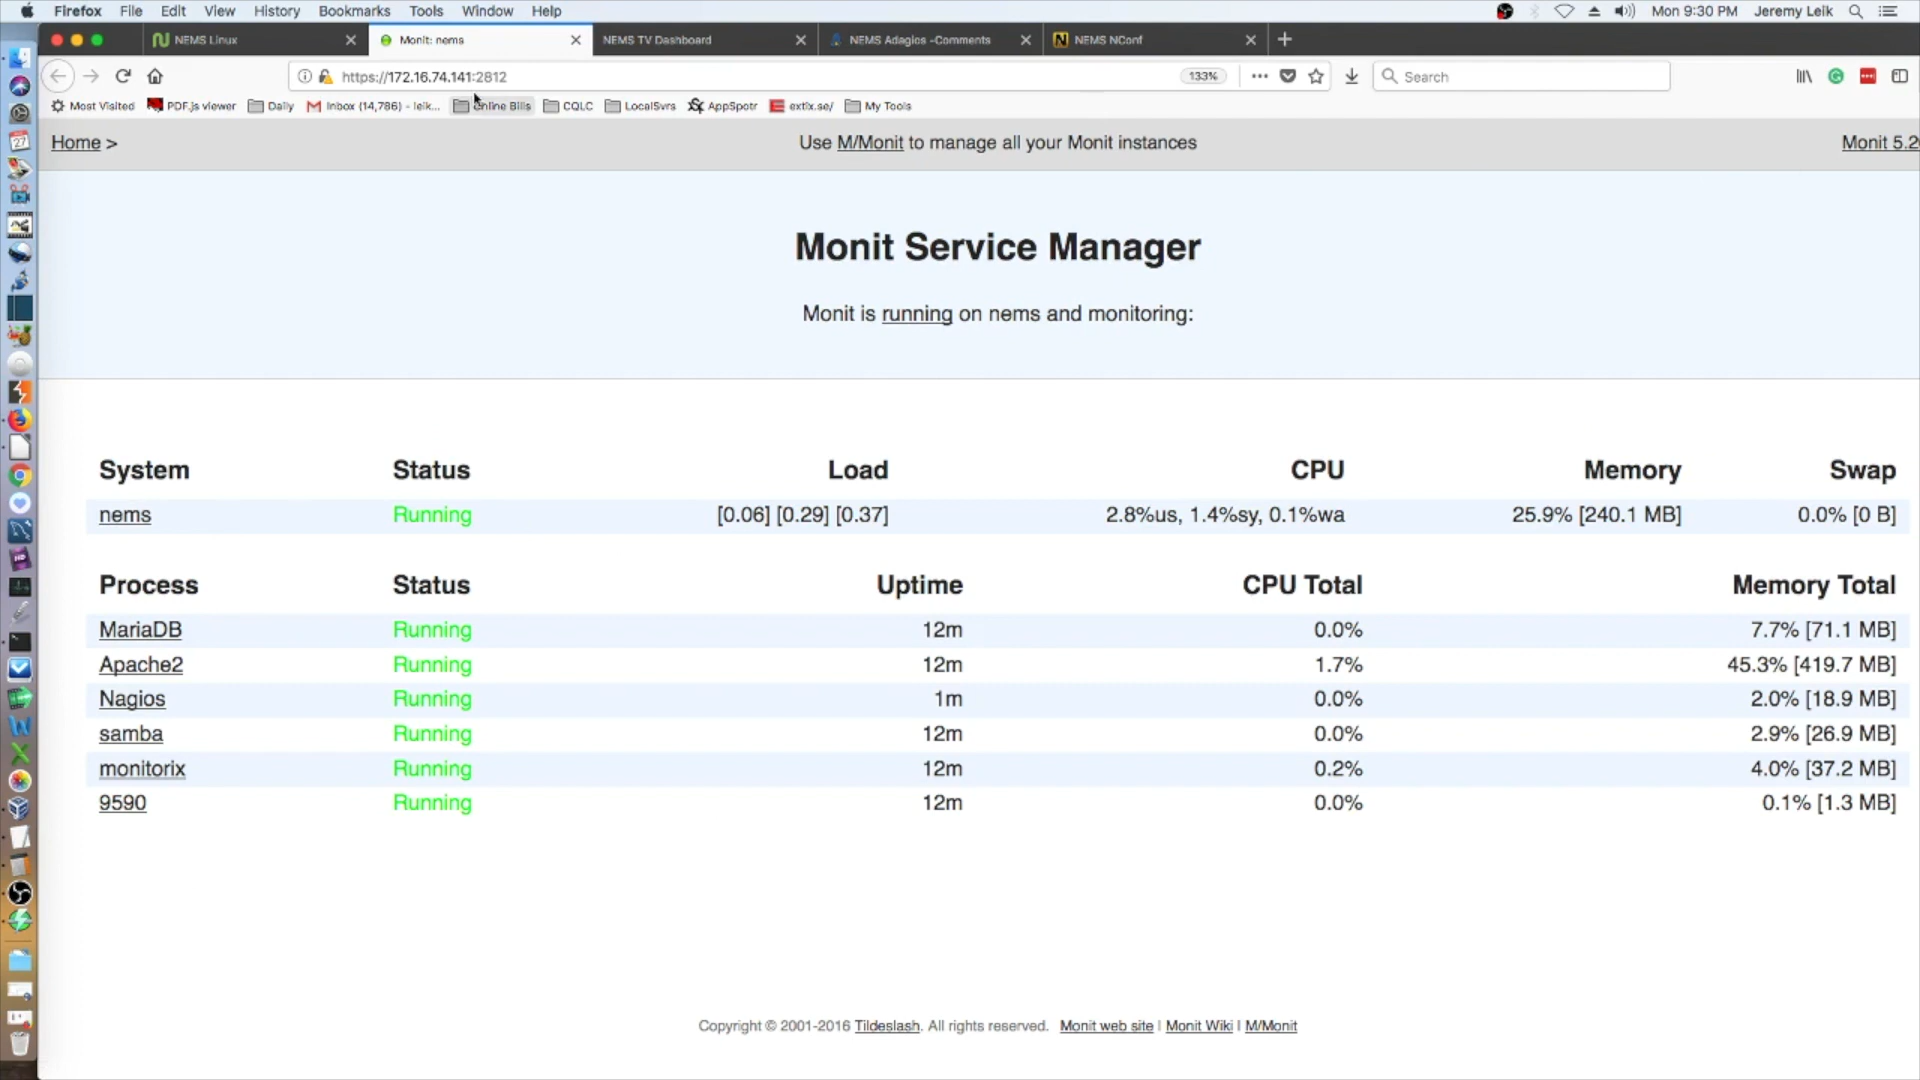 Firefox File Edit View History Bookmarks Tools Window Help Mon 9:30 PM Jeremy Leik
NEMS Linux Monit: nems NEMS TV Dashboard NEMS Adagios -Comments NEMS NConf
https://172.16.74.141:2812 133% Search
Most Visited PDF.js viewer Daily Inbox (14,786) - leik... Online Bills CQLC LocalSvrs AppSpotr extix.se/ My Tools
Home > Use M/Monit to manage all your Monit instances Monit 5.2
Monit Service Manager
Monit is running on nems and monitoring:
System Status Load CPU Memory Swap
nems Running [0.06] [0.29] [0.37] 2.8%us, 1.4%sy, 0.1%wa 25.9% [240.1 MB] 0.0% [0 B]
Process Status Uptime CPU Total Memory Total
MariaDB Running 12m 0.0% 7.7% [71.1 MB]
Apache2 Running 12m 1.7% 45.3% [419.7 MB]
Nagios Running 1m 0.0% 2.0% [18.9 MB]
samba Running 12m 0.0% 2.9% [26.9 MB]
monitorix Running 12m 0.2% 4.0% [37.2 MB]
9590 Running 12m 0.0% 0.1% [1.3 MB]
Copyright © 2001-2016 Tildeslash. All rights reserved. Monit web site | Monit Wiki | M/Monit